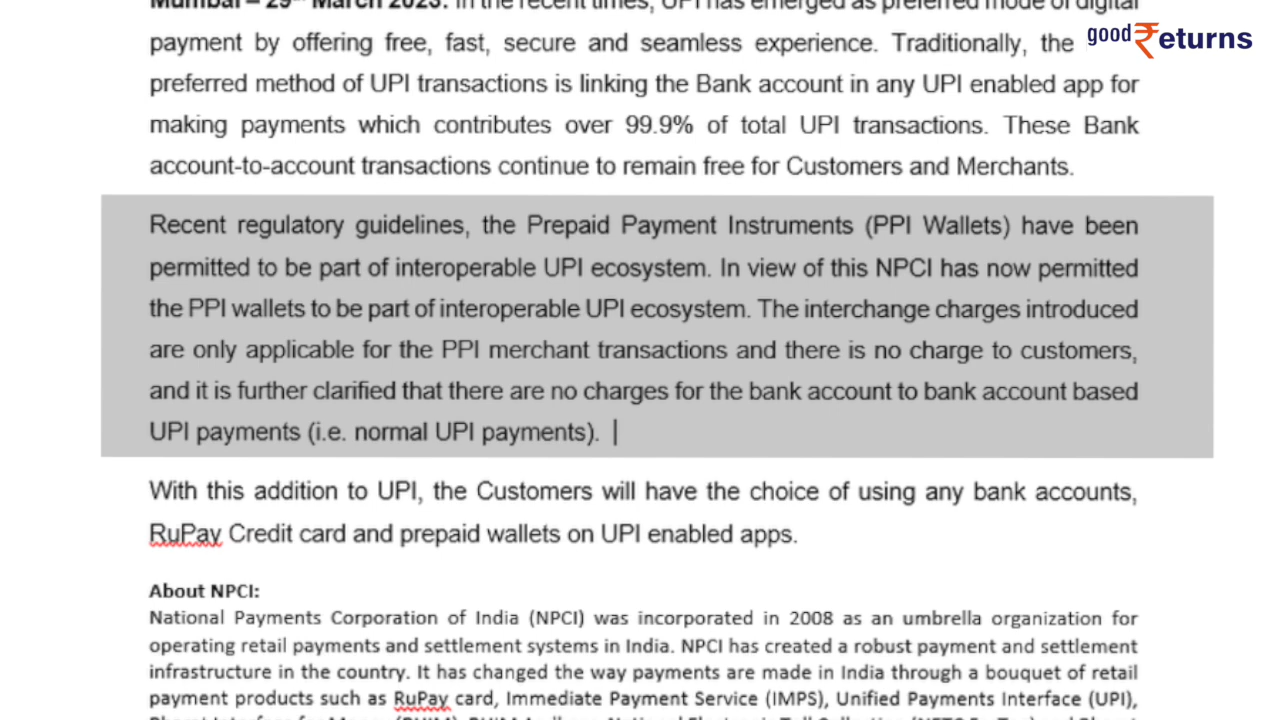 Mumbai – 29th March 2023: In the recent times, UPI has emerged as preferred mode of digital
payment by offering free, fast, secure and seamless experience. Traditionally, the
good ₹eturns
preferred method of UPI transactions is linking the Bank account in any UPI enabled app for
making payments which contributes over 99.9% of total UPI transactions. These Bank
account-to-account transactions continue to remain free for Customers and Merchants.
Recent regulatory guidelines, the Prepaid Payment Instruments (PPI Wallets) have been
permitted to be part of interoperable UPI ecosystem. In view of this NPCI has now permitted
the PPI wallets to be part of interoperable UPI ecosystem. The interchange charges introduced
are only applicable for the PPI merchant transactions and there is no charge to customers,
and it is further clarified that there are no charges for the bank account to bank account based
UPI payments (i.e. normal UPI payments).
With this addition to UPI, the Customers will have the choice of using any bank accounts,
RuPay Credit card and prepaid wallets on UPI enabled apps.
About NPCI:
National Payments Corporation of India (NPCI) was incorporated in 2008 as an umbrella organization for
operating retail payments and settlement systems in India. NPCI has created a robust payment and settlement
infrastructure in the country. It has changed the way payments are made in India through a bouquet of retail
payment products such as RuPay card, Immediate Payment Service (IMPS), Unified Payments Interface (UPI),